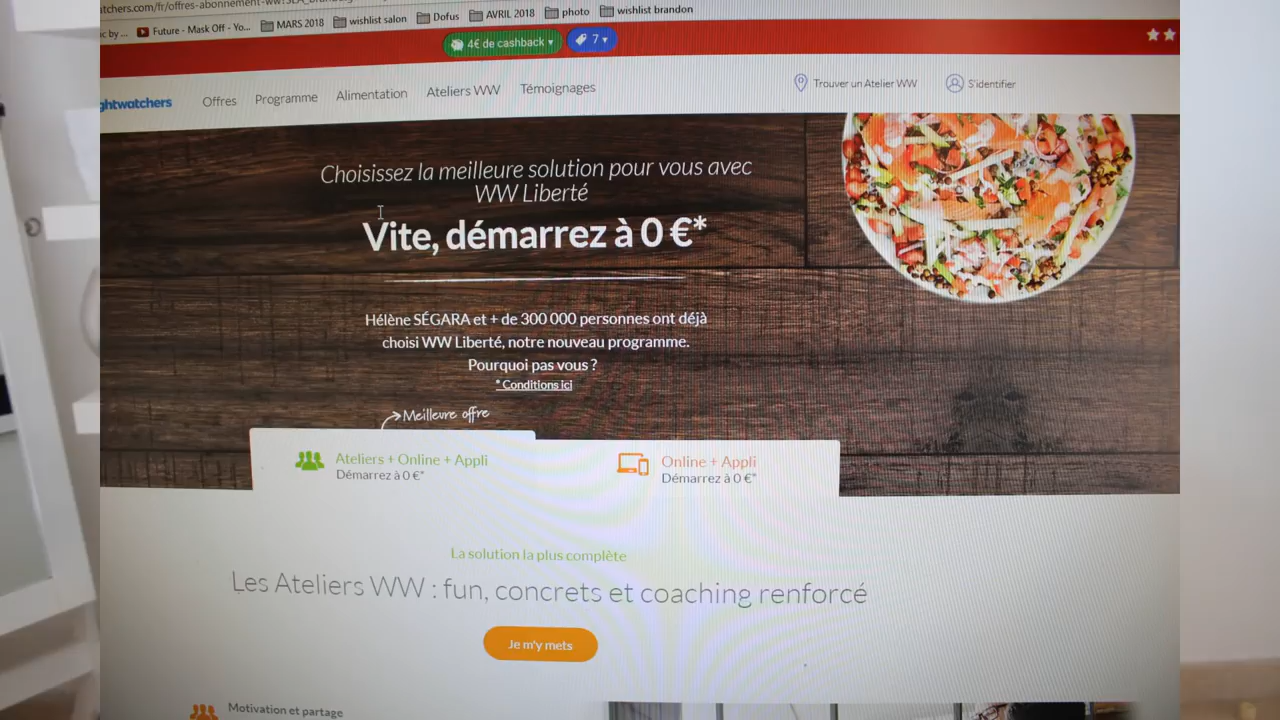 tchers.com/fr/offres-abonnement-ww
ic by ...
Future - Mask Off - Yo...
MARS 2018
wishlist salon
Dofus
AVRIL 2018
photo
wishlist brandon
4€ de cashback
7
ghtwatchers
Offres
Programme
Alimentation
Ateliers WW
Témoignages
Trouver un Atelier WW
S'identifier
Choisissez la meilleure solution pour vous avec
WW Liberté
Vite, démarrez à 0 €*
Hélène SÉGARA et + de 300 000 personnes ont déjà
choisi WW Liberté, notre nouveau programme.
Pourquoi pas vous ?
* Conditions ici
Meilleure offre
Ateliers + Online + Appli
Démarrez à 0 €*
Online + Appli
Démarrez à 0 €*
La solution la plus complète
Les Ateliers WW : fun, concrets et coaching renforcé
Je m'y mets
Motivation et partage